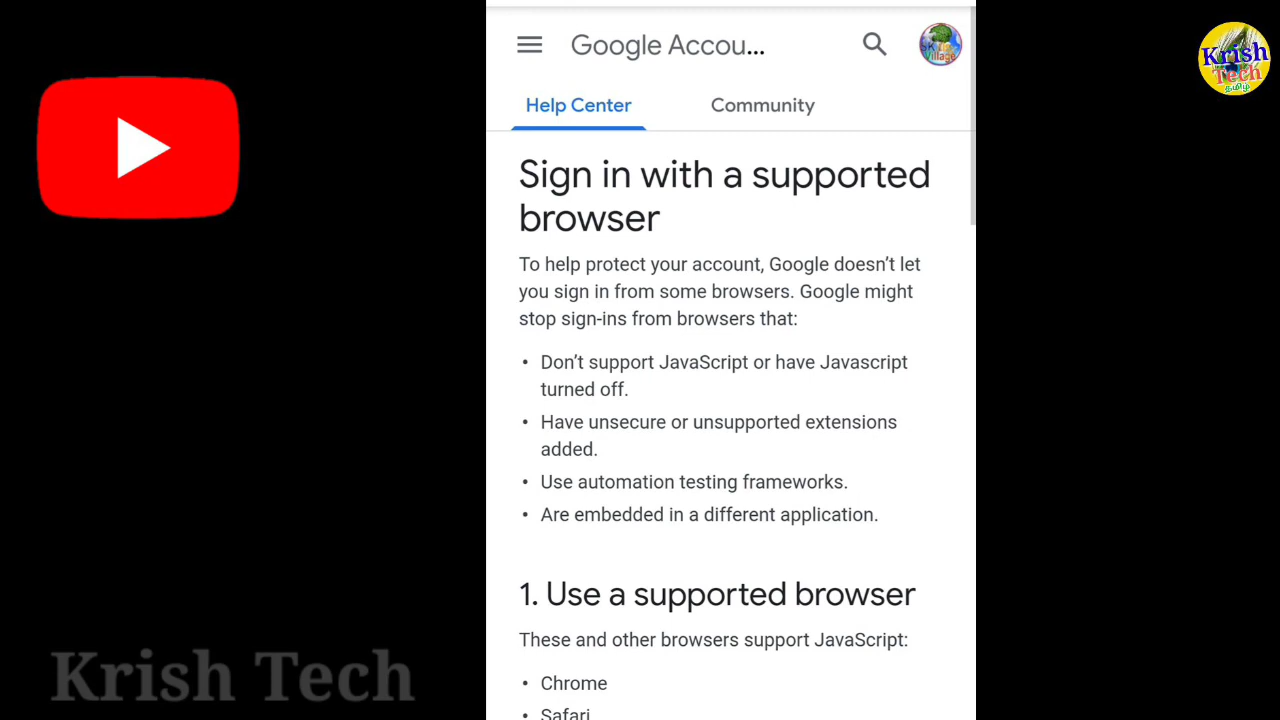 Google Accou...
Help Center
Community
Sign in with a supported
browser
To help protect your account, Google doesn’t let
you sign in from some browsers. Google might
stop sign-ins from browsers that:
• Don’t support JavaScript or have Javascript
turned off.
• Have unsecure or unsupported extensions
added.
• Use automation testing frameworks.
• Are embedded in a different application.
1. Use a supported browser
These and other browsers support JavaScript:
• Chrome
• Safari
Krish
Tech
தமிழ்
Krish Tech
SK
Village